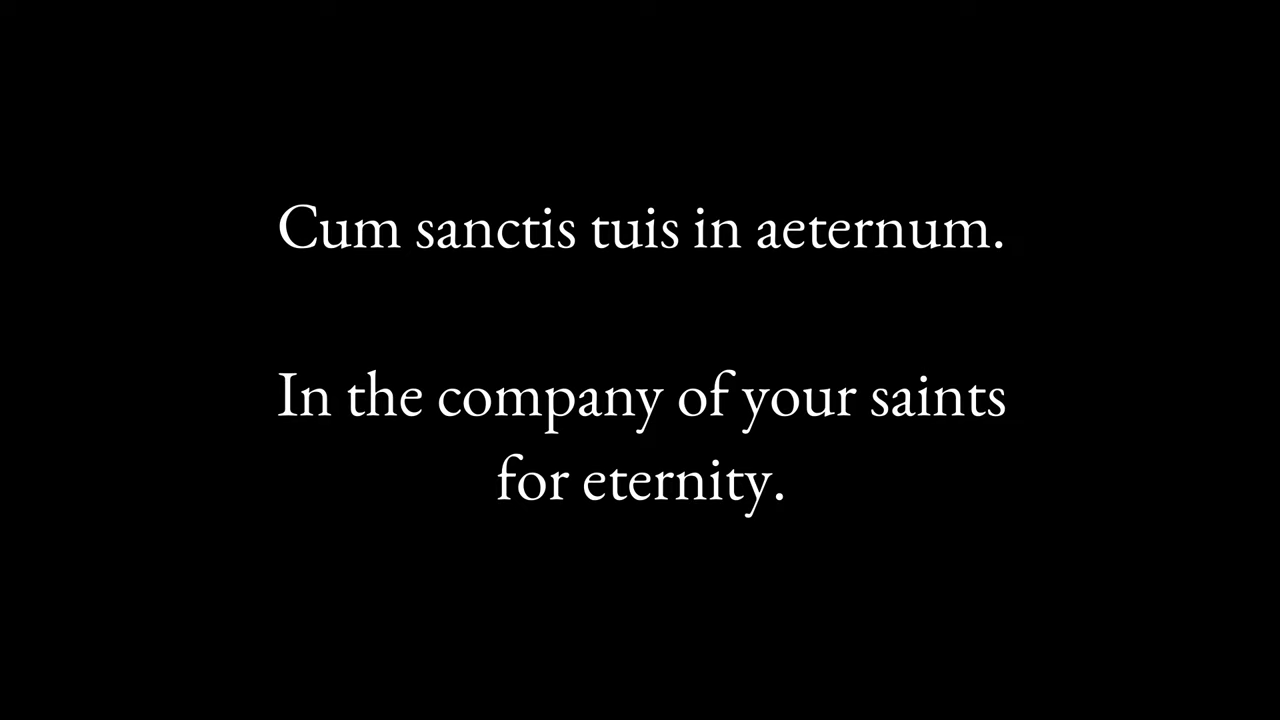 Cum sanctis tuis in aeternum.
In the company of your saints
for eternity.